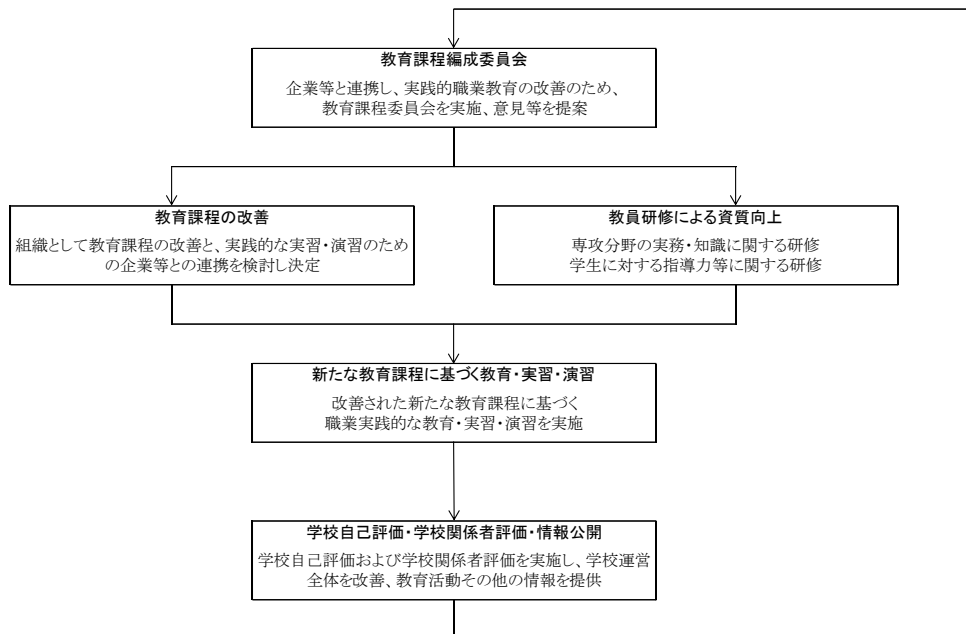 教育課程編成委員会
企業等と連携し、実践的職業教育の改善のため、
教育課程委員会を実施、意見等を提案
教育課程の改善
組織として教育課程の改善と、実践的な実習・演習のため
の企業等との連携を検討し決定
教員研修による資質向上
専攻分野の実務・知識に関する研修
学生に対する指導力等に関する研修
新たな教育課程に基づく教育・実習・演習
改善された新たな教育課程に基づく
職業実践的な教育・実習・演習を実施
学校自己評価・学校関係者評価・情報公開
学校自己評価および学校関係者評価を実施し、学校運営
全体を改善、教育活動その他の情報を提供